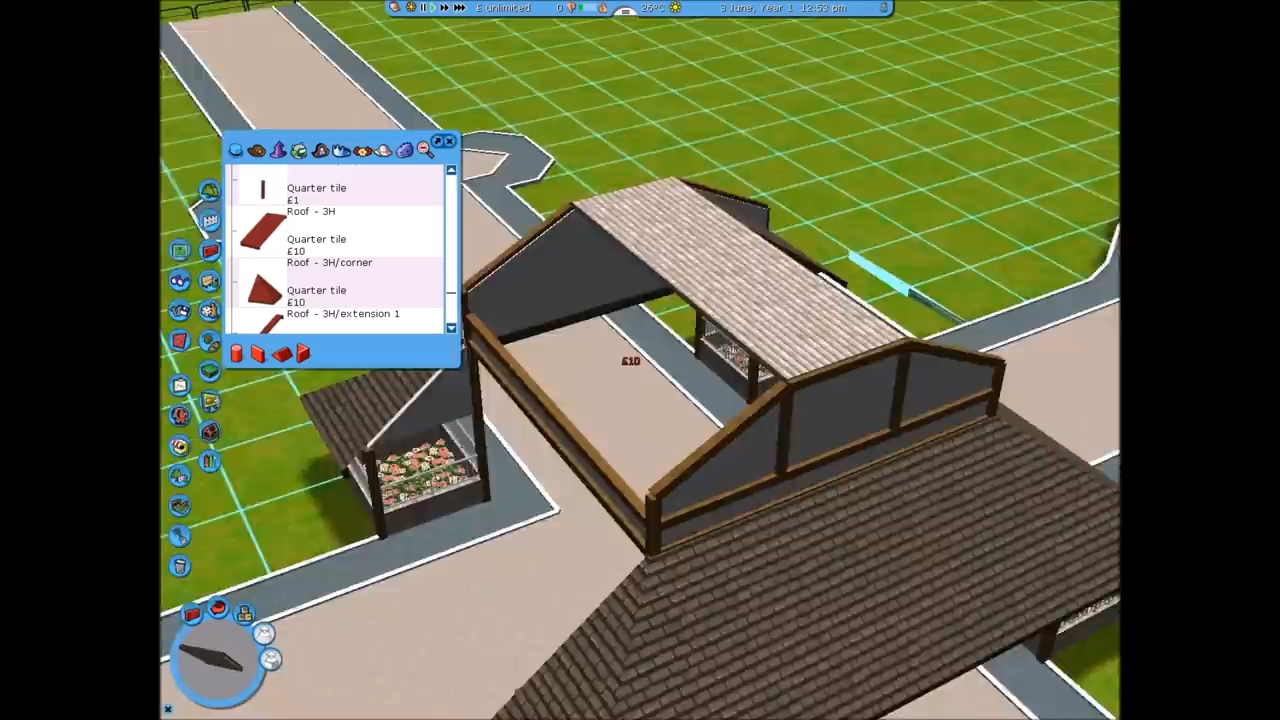 £ unlimited 0 26°C 3 June, Year 1 12:53 pm
Quarter tile
£1
Roof - 3H
Quarter tile
£10
Roof - 3H/corner
Quarter tile
£10
Roof - 3H/extension 1
£10